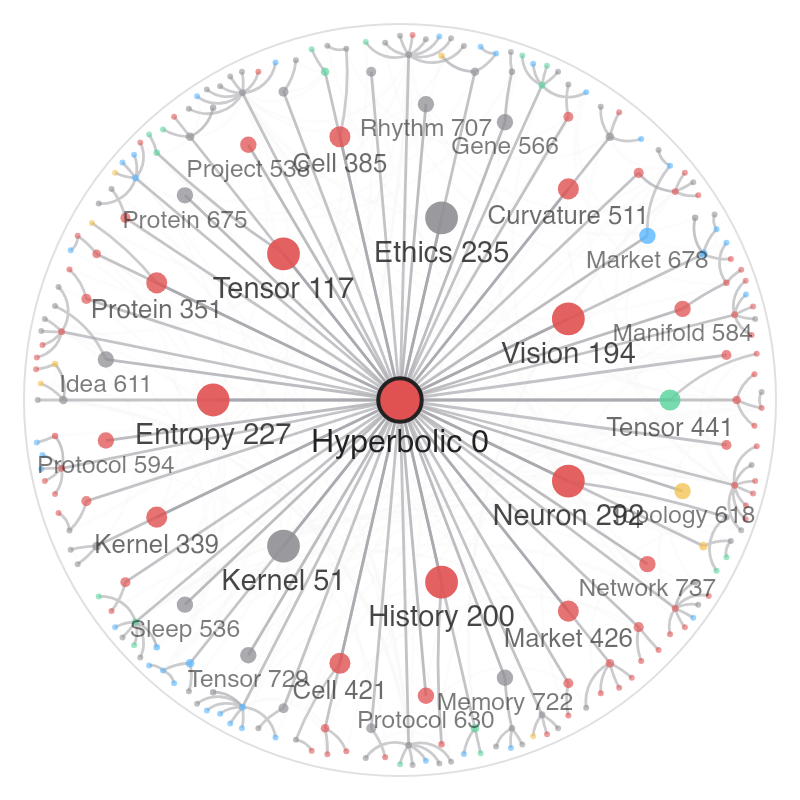 Rhythm 707
Gene 566
Project 538
Cell 385
Protein 675
Curvature 511
Ethics 235
Market 678
Tensor 117
Protein 351
Manifold 584
Vision 194
Idea 611
Tensor 441
Entropy 227
Hyperbolic 0
Protocol 594
Neuron 292
Topology 618
Kernel 339
Kernel 51
Network 737
History 200
Sleep 536
Market 426
Tensor 729
Cell 421
Memory 722
Protocol 630